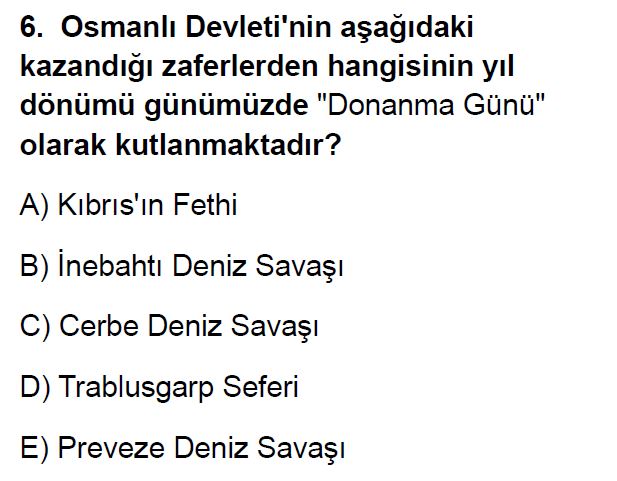 6. Osmanlı Devleti'nin aşağıdaki
kazandığı zaferlerden hangisinin yıl
dönümü günümüzde "Donanma Günü"
olarak kutlanmaktadır?
A) Kıbrıs'ın Fethi
B) İnebahtı Deniz Savaşı
C) Cerbe Deniz Savaşı
D) Trablusgarp Seferi
E) Preveze Deniz Savaşı